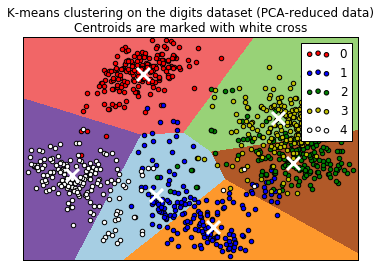 K-means clustering on the digits dataset (PCA-reduced data)
Centroids are marked with white cross
0
1
2
3
4